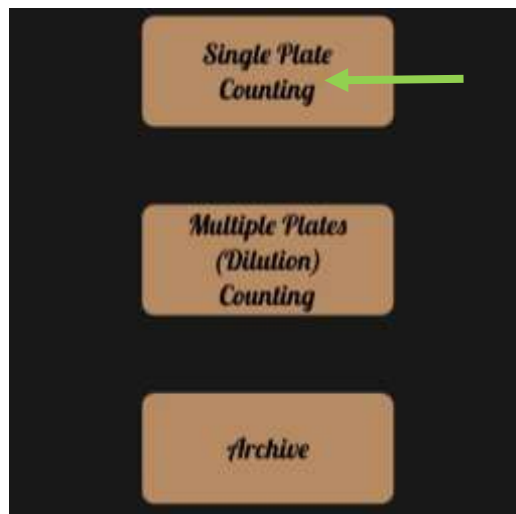 Single Plate
Counting
Multiple Plates
(Dilution)
Counting
Archive